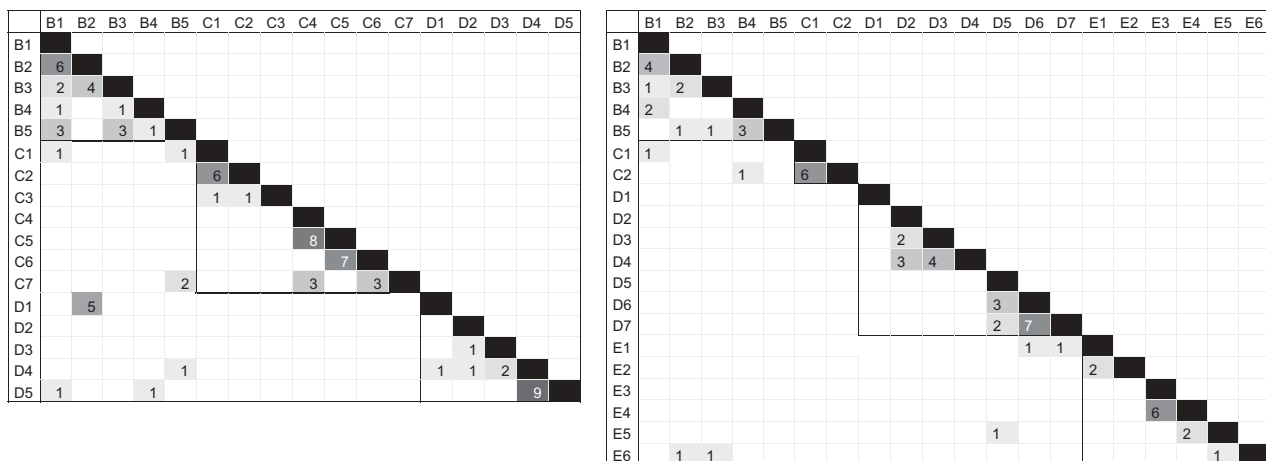 B1 B2 B3 B4 B5 C1 C2 C3 C4 C5 C6 C7 D1 D2 D3 D4 D5
B1
B2 6
B3 2 4
B4 1 1
B5 3 3 1
C1 1 1
C2 6
C3 1 1
C4
C5 8
C6 7
C7 2 3 3
D1 5
D2
D3 1
D4 1 1 1 2
D5 1 1 9
B1 B2 B3 B4 B5 C1 C2 D1 D2 D3 D4 D5 D6 D7 E1 E2 E3 E4 E5 E6
B1
B2 4
B3 1 2
B4 2
B5 1 1 3
C1 1
C2 1 6
D1
D2
D3 2
D4 3 4
D5
D6 3
D7 2 7
E1 1 1
E2 2
E3
E4 6
E5 1 2
E6 1 1 1